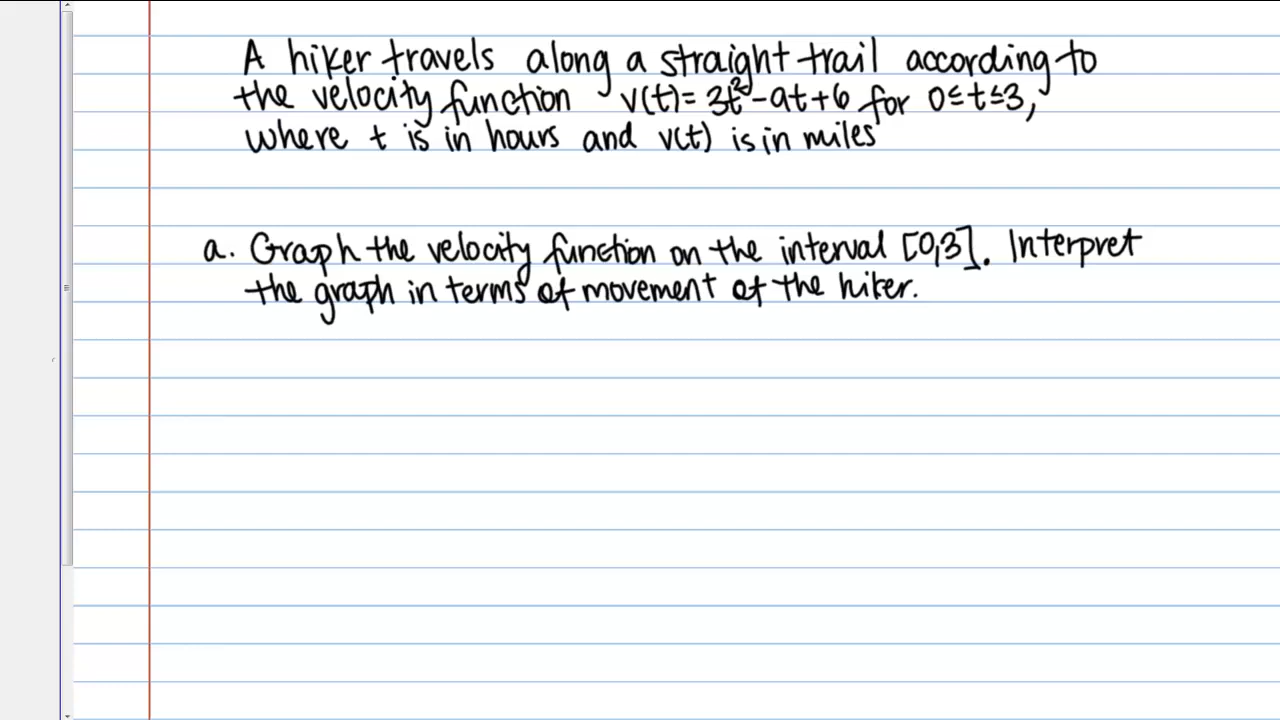 A hiker travels along a straight trail according to
the velocity function v(t)= 3t²-9t+6 for 0≤t≤3,
where t is in hours and v(t) is in miles
a. Graph the velocity function on the interval [0,3]. Interpret
the graph in terms of movement of the hiker.